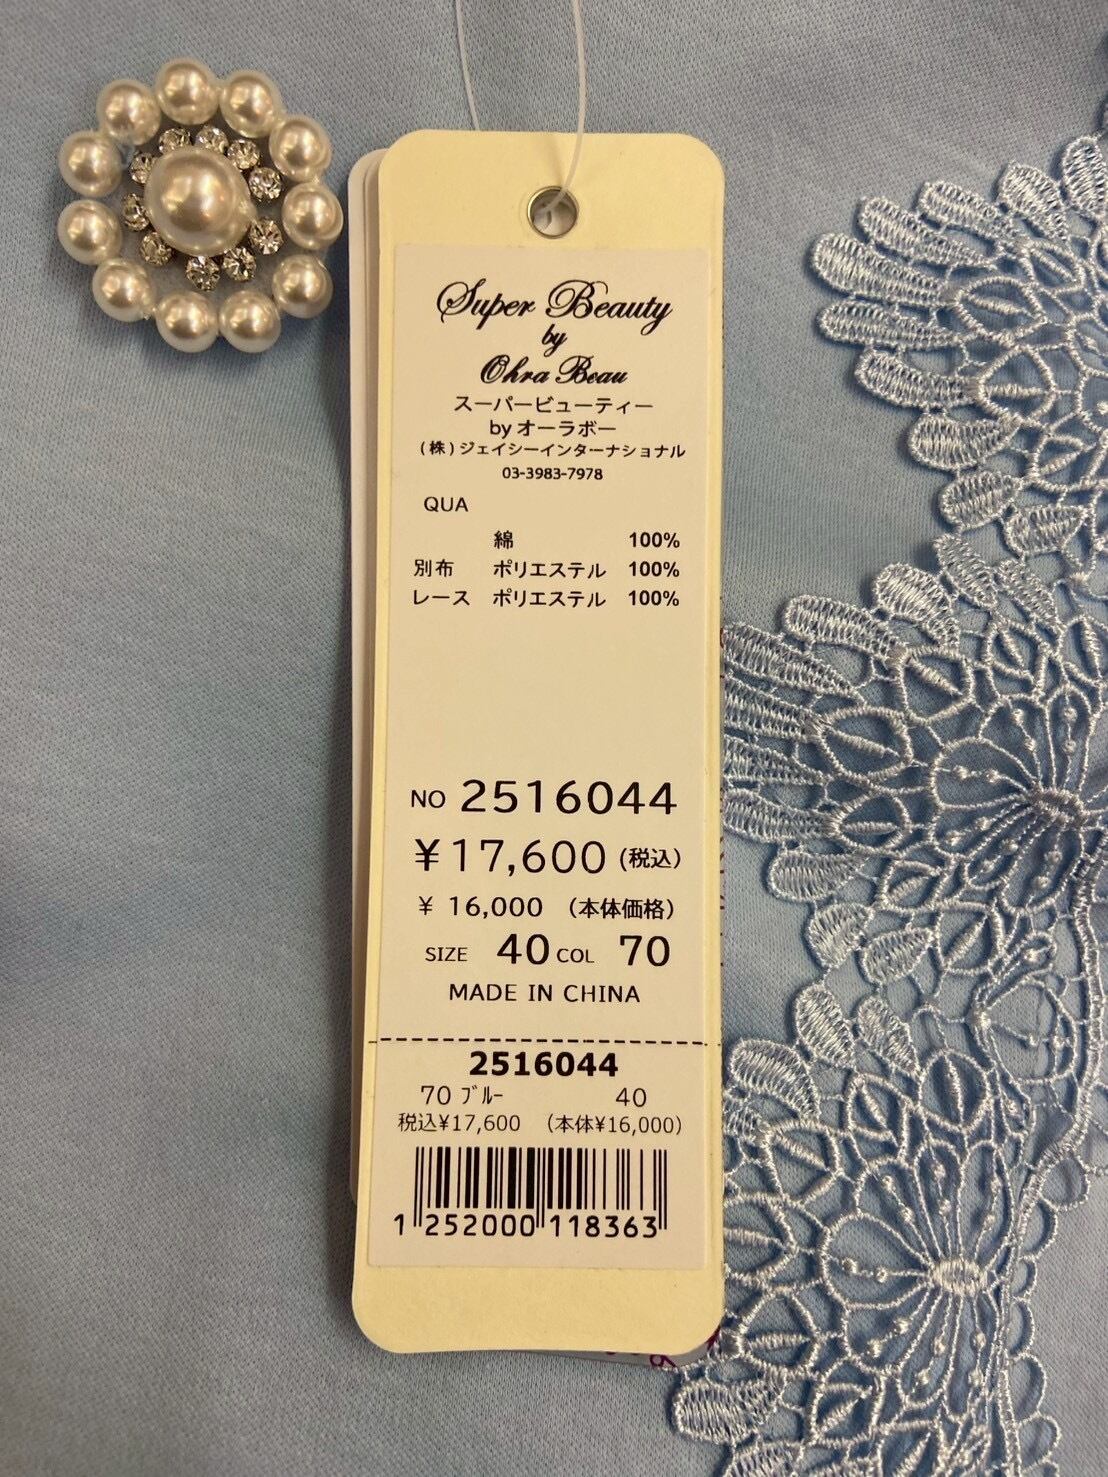 Super Beauty
by
Ohra Beau
スーパービューティー
by オーラボー
(株)ジェイシーインターナショナル
03-3983-7978
QUA
綿 100%
別布 ポリエステル 100%
レース ポリエステル 100%
NO 2516044
¥17,600 (税込)
¥ 16,000 (本体価格)
SIZE 40 COL 70
MADE IN CHINA
2516044
70 ﾌﾞﾙｰ 40
税込¥17,600 (本体¥16,000)
1 252000 118363